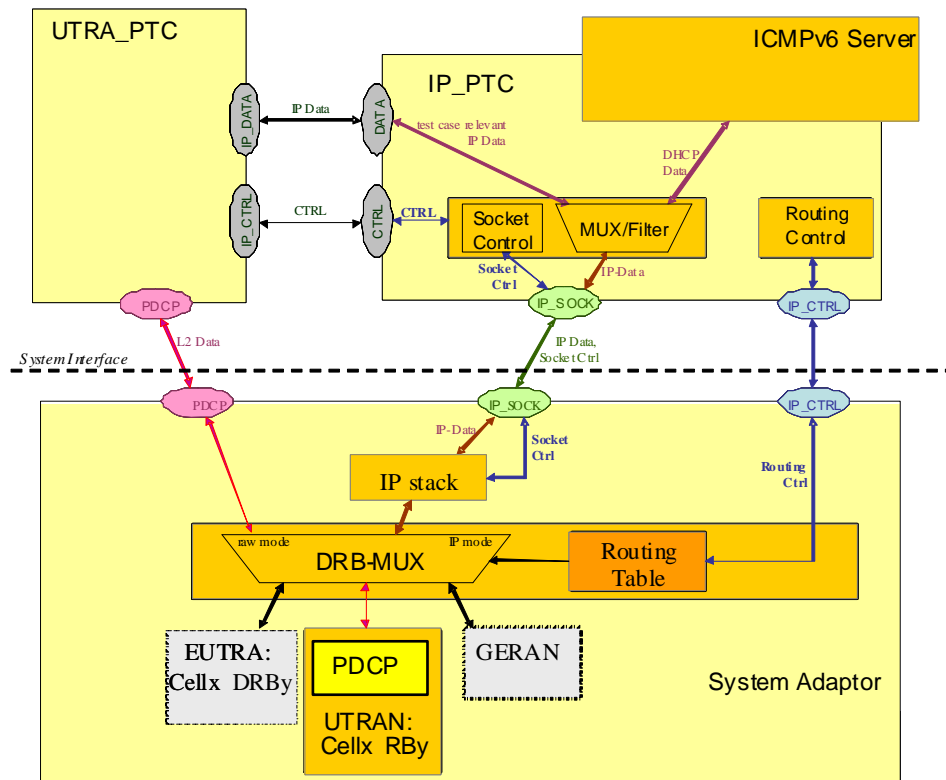 UTRA_PTC
ICMPv6 Server
IP_PTC
IP_DATA
IP Data
DATA
test case relevant
IP Data
DHCP
Data
IP_CTRL
CTRL
CTRL
CTRL
Socket
Control
MUX/Filter
Routing
Control
Socket
Ctrl
IP-Data
PDCP
IP_SOCK
IP_CTRL
L2 Data
IP Data,
Socket Ctrl
System Interface
PDCP
IP_SOCK
IP_CTRL
IP-Data
Socket
Ctrl
IP stack
Routing
Ctrl
raw mode
IP mode
DRB-MUX
Routing
Table
EUTRA:
Cellx DRBy
PDCP
UTRAN:
Cellx RBy
GERAN
System Adaptor